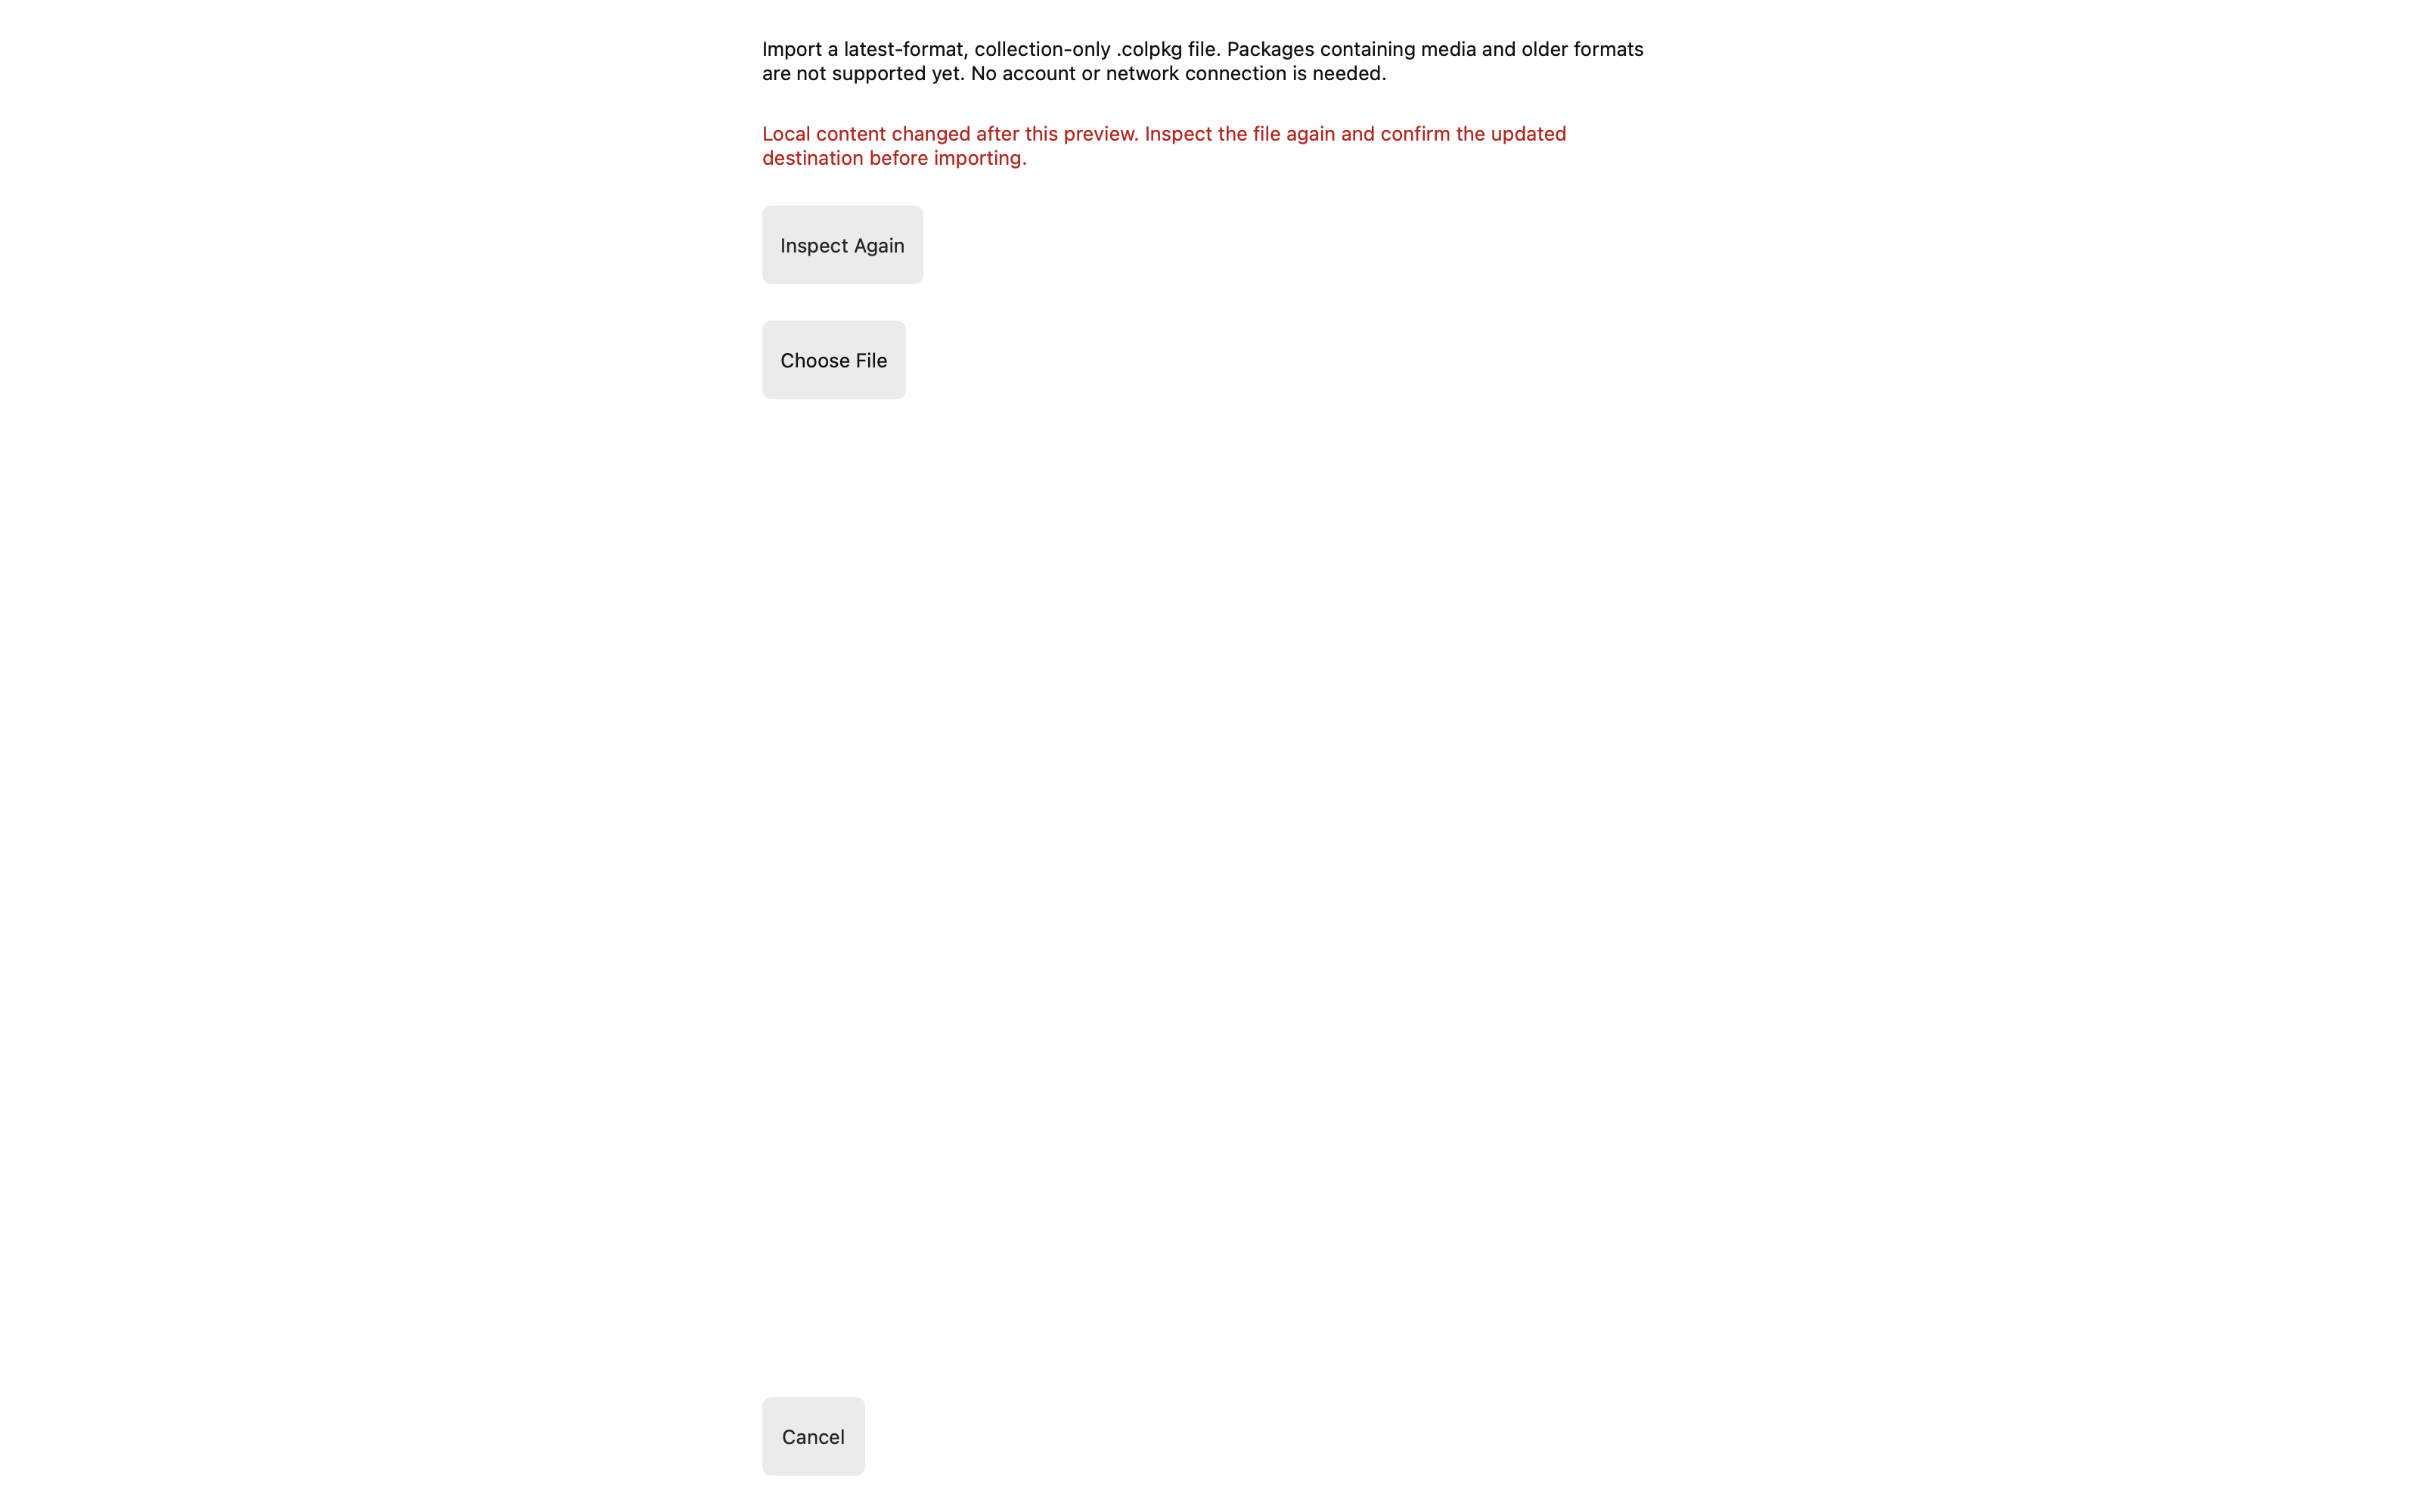 Import a latest-format, collection-only .colpkg file. Packages containing media and older formats
are not supported yet. No account or network connection is needed.
Local content changed after this preview. Inspect the file again and confirm the updated
destination before importing.
Inspect Again
Choose File
Cancel